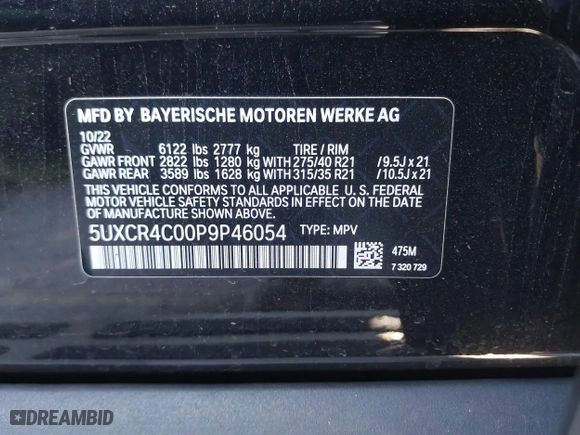 MFD BY BAYERISCHE MOTOREN WERKE AG
10/22
GVWR 6122 lbs 2777 kg TIRE / RIM
GAWR FRONT 2822 lbs 1280 kg WITH 275/40 R21 /9.5J x 21
GAWR REAR 3589 lbs 1628 kg WITH 315/35 R21 /10.5J x 21
THIS VEHICLE CONFORMS TO ALL APPLICABLE U. S. FEDERAL
MOTOR VEHICLE SAFETY STANDARDS IN EFFECT ON THE
DATE OF MANUFACTURE SHOWN ABOVE.
5UXCR4C00P9P46054 TYPE: MPV
475M
7 320 729
DREAMBID